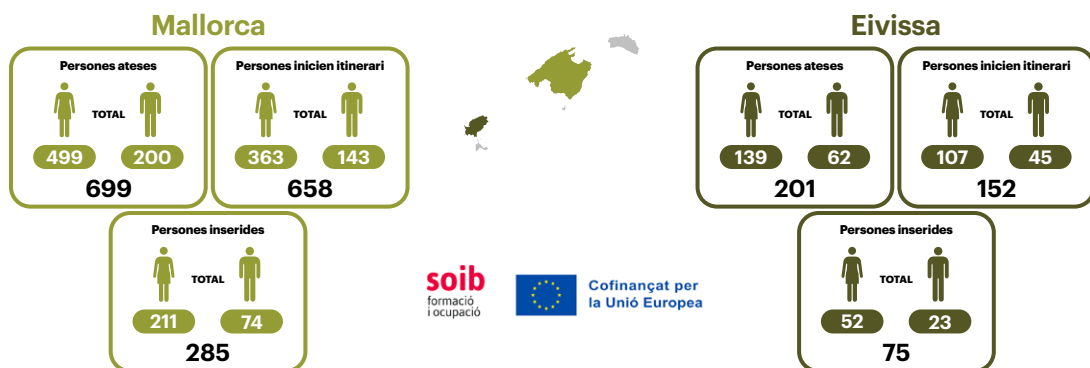 Mallorca
Persones ateses
TOTAL
499 200
699
Persones inicien itinerari
TOTAL
363 143
658
Persones inserides
TOTAL
211 74
285
soib
formació
i ocupació
Cofinançat per
la Unió Europea
Eivissa
Persones ateses
TOTAL
139 62
201
Persones inicien itinerari
TOTAL
107 45
152
Persones inserides
TOTAL
52 23
75